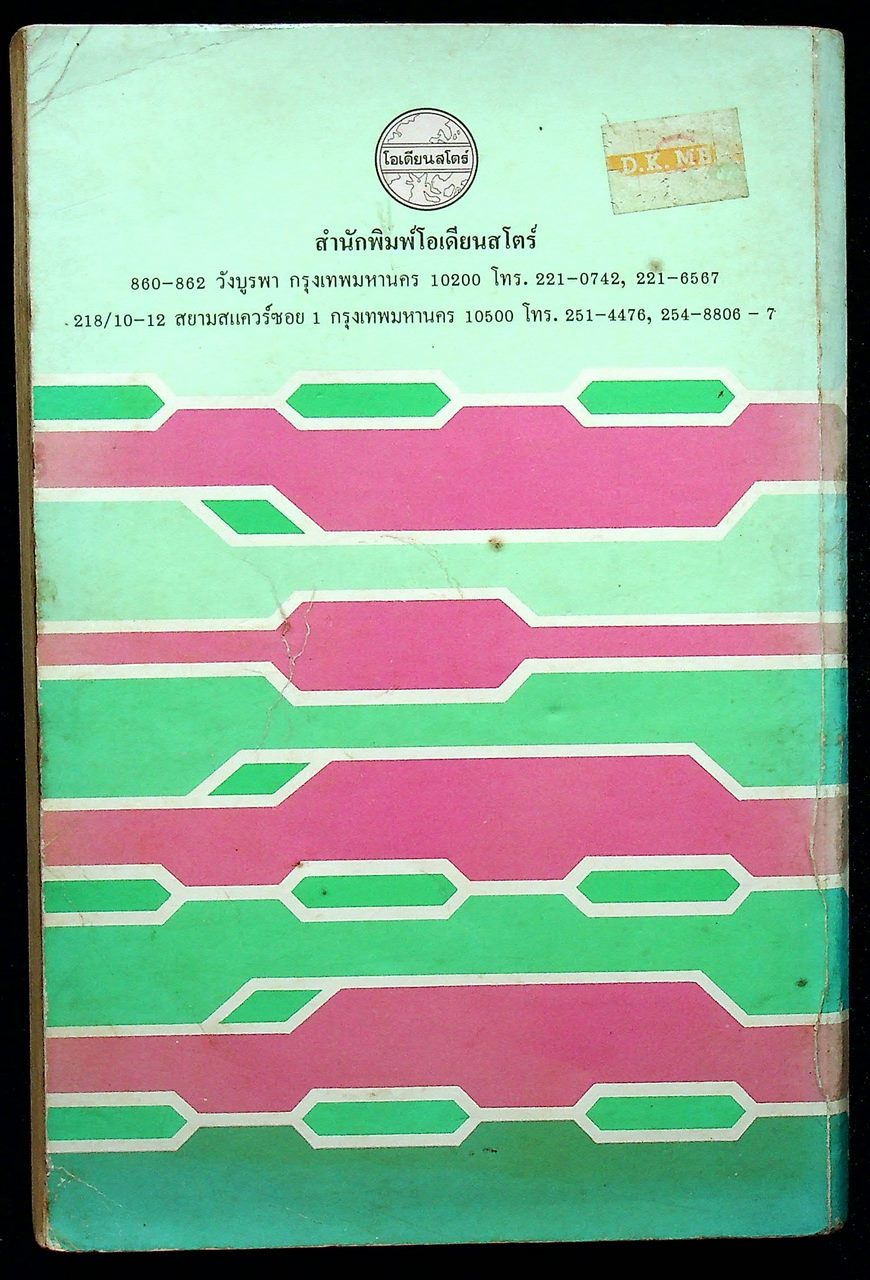 โอเดียนสโตร์
D.K. MB
สำนักพิมพ์โอเดียนสโตร์
860-862 วังบูรพา กรุงเทพมหานคร 10200 โทร. 221-0742, 221-6567
218/10-12 สยามสแควร์ซอย 1 กรุงเทพมหานคร 10500 โทร. 251-4476, 254-8806 - 7